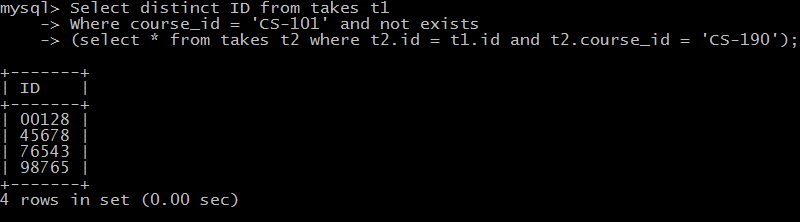 mysql> Select distinct ID from takes t1
    -> Where course_id = 'CS-101' and not exists
    -> (select * from takes t2 where t2.id = t1.id and t2.course_id = 'CS-190');
+-------+
| ID    |
+-------+
| 00128 |
| 45678 |
| 76543 |
| 98765 |
+-------+
4 rows in set (0.00 sec)